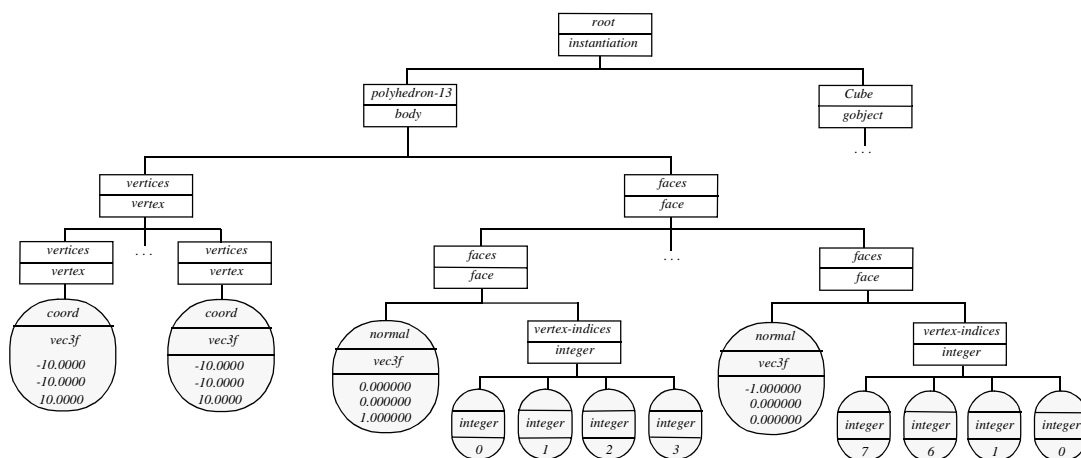 root
instantiation
polyhedron-13
body
Cube
gobject
. . .
vertices
vertex
faces
face
vertices
vertex
. . .
vertices
vertex
faces
face
. . .
faces
face
coord
vec3f
-10.0000
-10.0000
10.0000
coord
vec3f
-10.0000
-10.0000
10.0000
normal
vec3f
0.000000
0.000000
1.000000
vertex-indices
integer
integer
0
integer
1
integer
2
integer
3
normal
vec3f
-1.000000
0.000000
0.000000
vertex-indices
integer
integer
7
integer
6
integer
1
integer
0